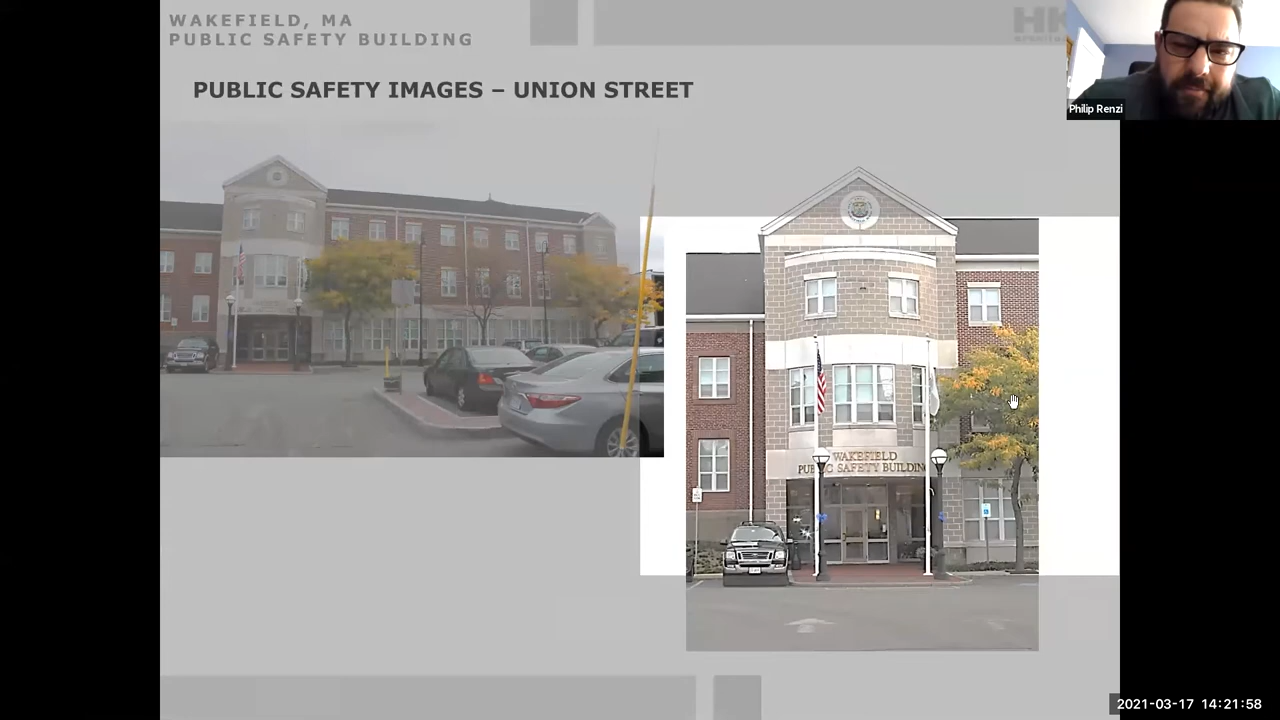 WAKEFIELD, MA
PUBLIC SAFETY BUILDING
HK
PUBLIC SAFETY IMAGES – UNION STREET
Philip Renzi
WAKEFIELD
PUBLIC SAFETY BUILDING
2021-03-17 14:21:58